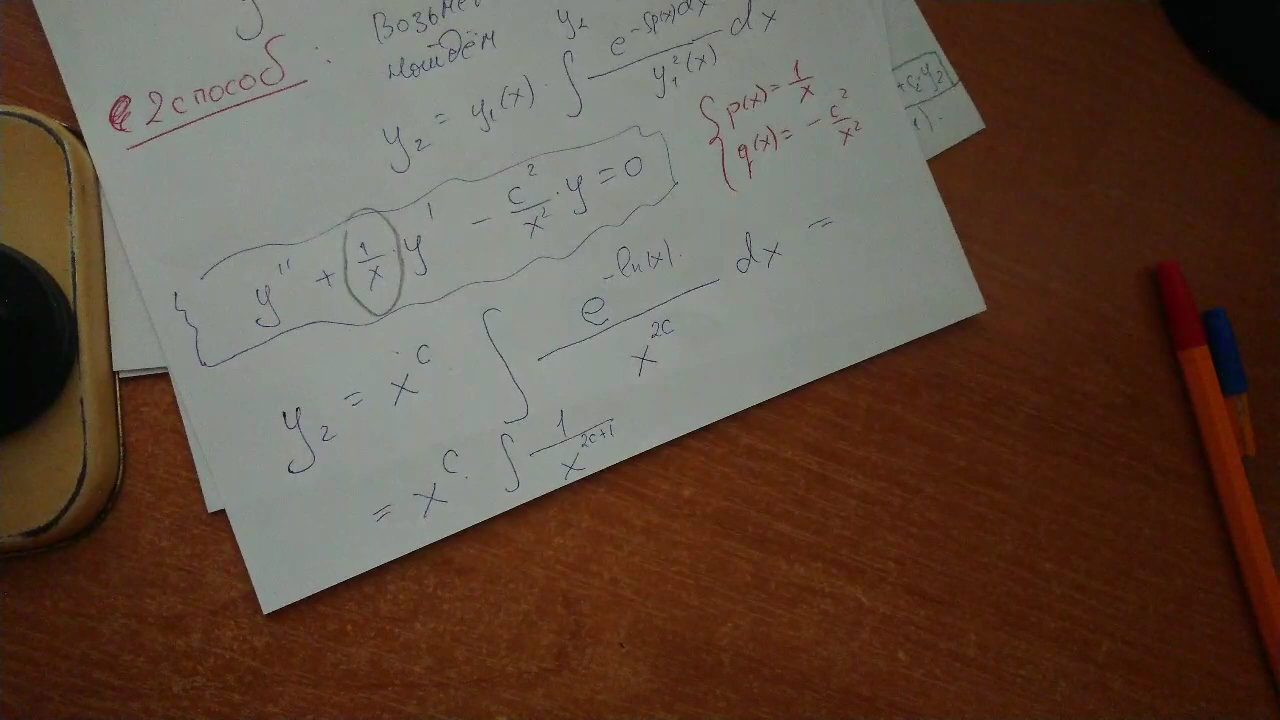 2 способ:
найдём y₂
y₂ = y₁(x) · ∫ e^(-∫p(x)dx) / y₁²(x) dx
{ p(x) = 1/x
q(x) = - c²/x²
+c₂y₂
y'' + 1/x y' - c²/x² · y = 0
y₂ = x^c ∫ e^(-ln(x)) / x^(2c) dx =
= x^c · ∫ 1/x^(2c+1)